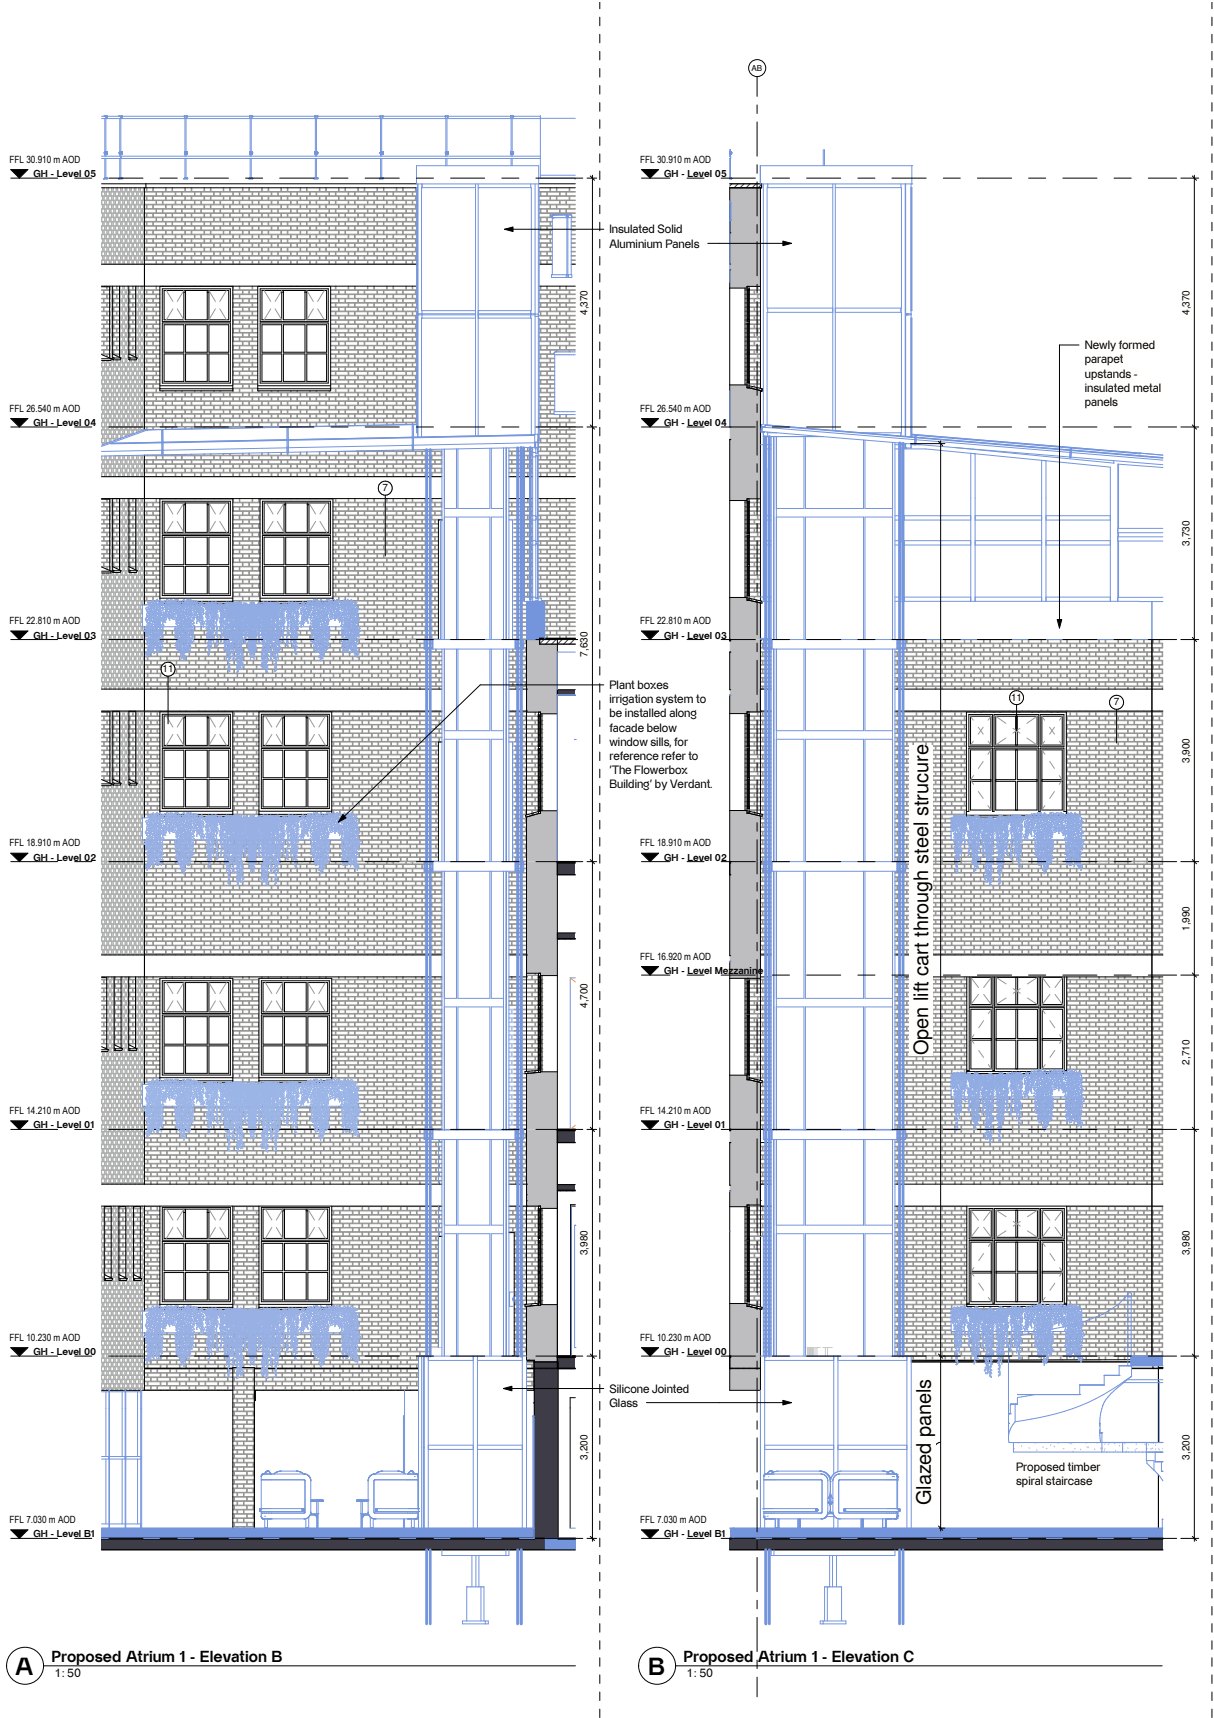 AB
FFL 30.910 m AOD
GH - Level 05
FFL 30.910 m AOD
GH - Level 05
Insulated Solid
Aluminium Panels
4,370
4,370
Newly formed
parapet
upstands -
insulated metal
panels
FFL 26.540 m AOD
GH - Level 04
FFL 26.540 m AOD
GH - Level 04
7
3,730
FFL 22.810 m AOD
GH - Level 03
7,630
FFL 22.810 m AOD
GH - Level 03
11
Plant boxes
irrigation system to
be installed along
facade below
window sills, for
reference refer to
'The Flowerbox
Building' by Verdant.
11
7
3,900
Open lift cart through steel strucure
FFL 18.910 m AOD
GH - Level 02
FFL 18.910 m AOD
GH - Level 02
1,990
FFL 16.920 m AOD
GH - Level Mezzanine
4,700
2,710
FFL 14.210 m AOD
GH - Level 01
FFL 14.210 m AOD
GH - Level 01
3,980
3,980
FFL 10.230 m AOD
GH - Level 00
FFL 10.230 m AOD
GH - Level 00
Silicone Jointed
Glass
Glazed panels
3,200
3,200
Proposed timber
spiral staircase
FFL 7.030 m AOD
GH - Level B1
FFL 7.030 m AOD
GH - Level B1
A
Proposed Atrium 1 - Elevation B
1: 50
B
Proposed Atrium 1 - Elevation C
1: 50